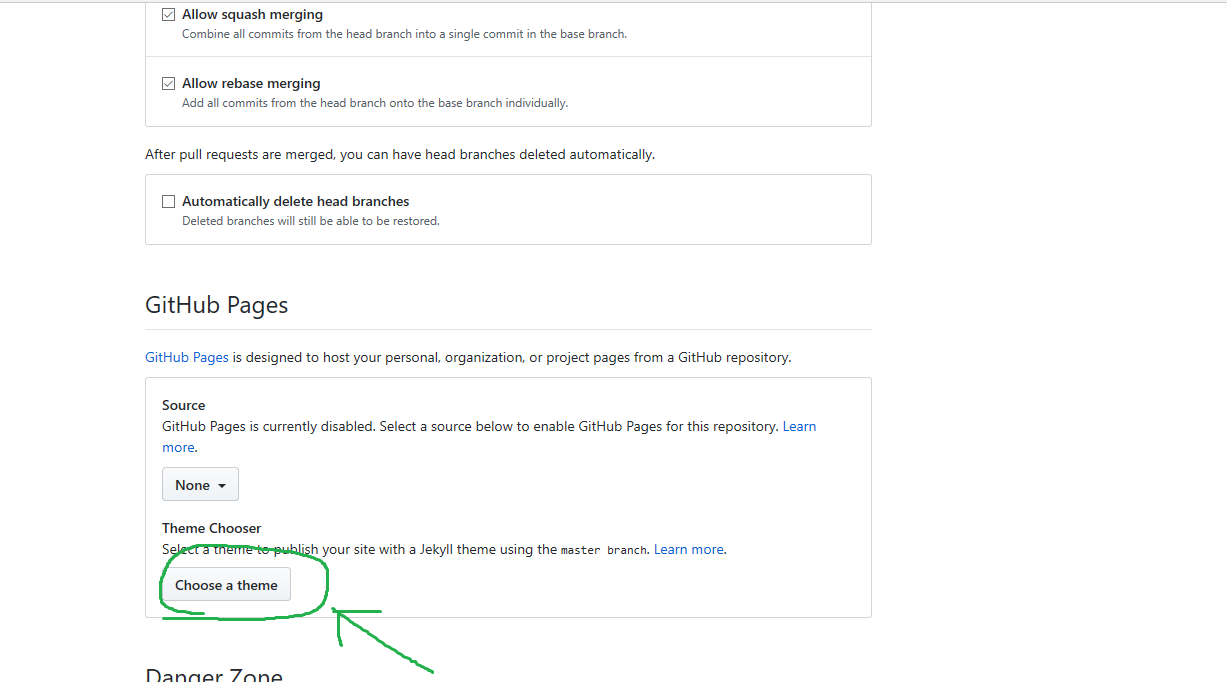 Allow squash merging
Combine all commits from the head branch into a single commit in the base branch.
Allow rebase merging
Add all commits from the head branch onto the base branch individually.
After pull requests are merged, you can have head branches deleted automatically.
Automatically delete head branches
Deleted branches will still be able to be restored.
GitHub Pages
GitHub Pages is designed to host your personal, organization, or project pages from a GitHub repository.
Source
GitHub Pages is currently disabled. Select a source below to enable GitHub Pages for this repository. Learn
more.
None
Theme Chooser
Select a theme to publish your site with a Jekyll theme using the master branch. Learn more.
Choose a theme
Danger Zone